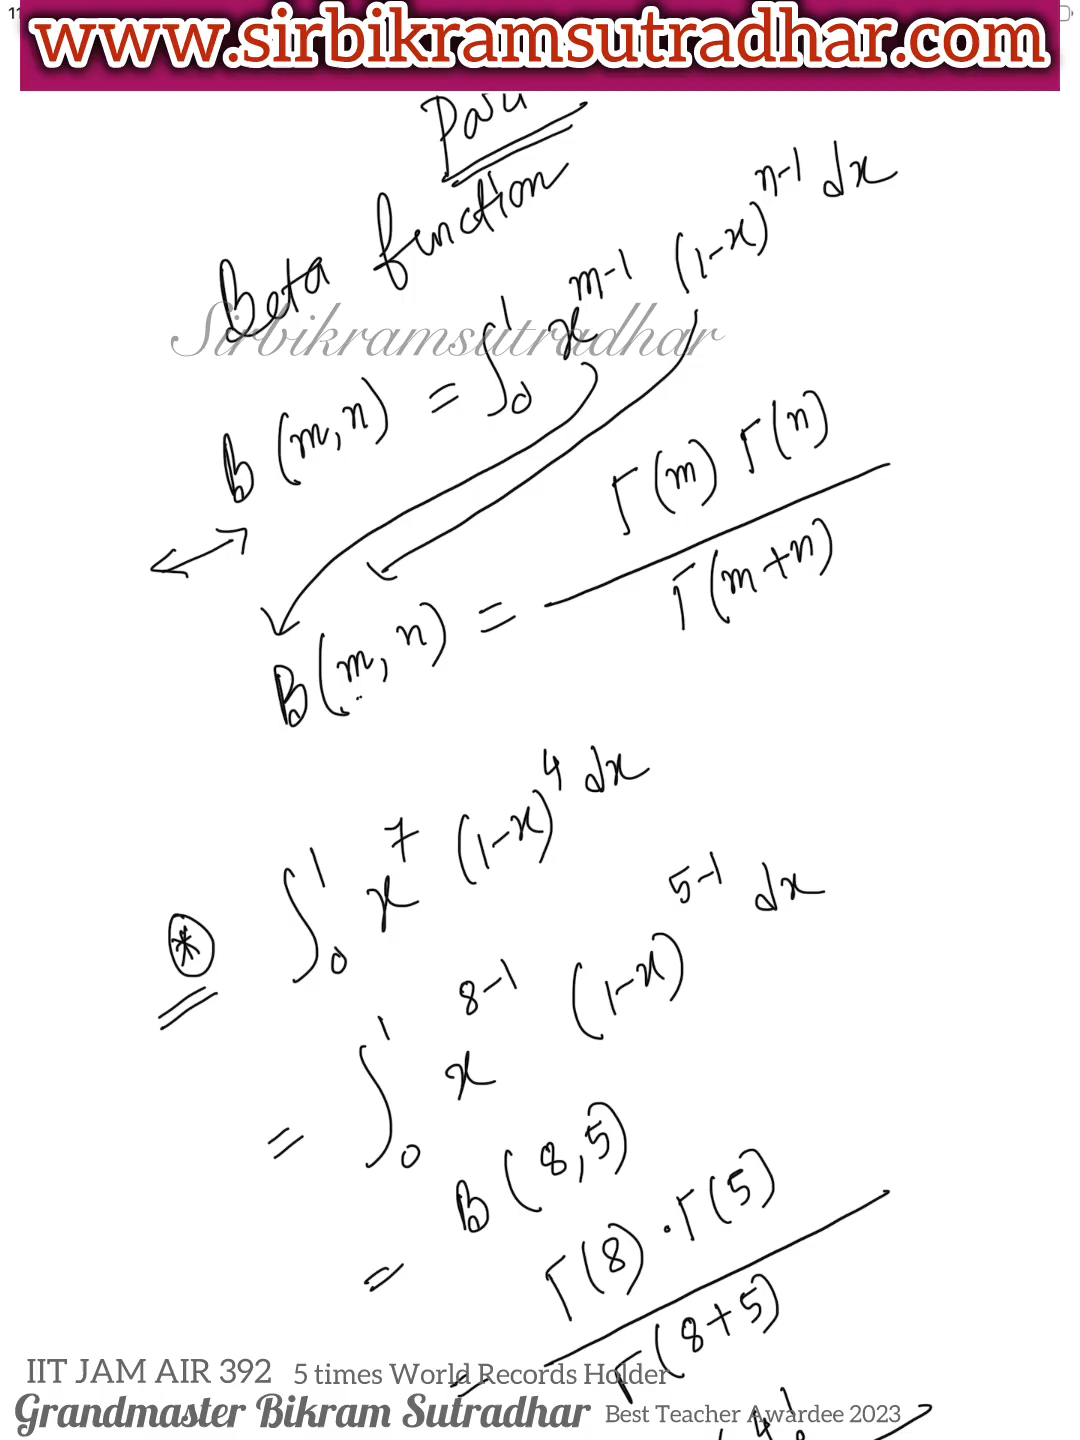 www.sirbikramsutradhar.com
Beta function
Sirbikramsutradhar
B(m,n) = ∫₀¹ x^(m-1) (1-x)^(n-1) dx
B(m,n) = Γ(m) Γ(n) / Γ(m+n)
⊛ ∫₀¹ x^7 (1-x)^4 dx
= ∫₀¹ x^(8-1) (1-x)^(5-1) dx
= B(8,5)
= Γ(8)·Γ(5) / Γ(8+5)
4!
IIT JAM AIR 392 5 times World Records Holder
Grandmaster Bikram Sutradhar Best Teacher Awardee 2023